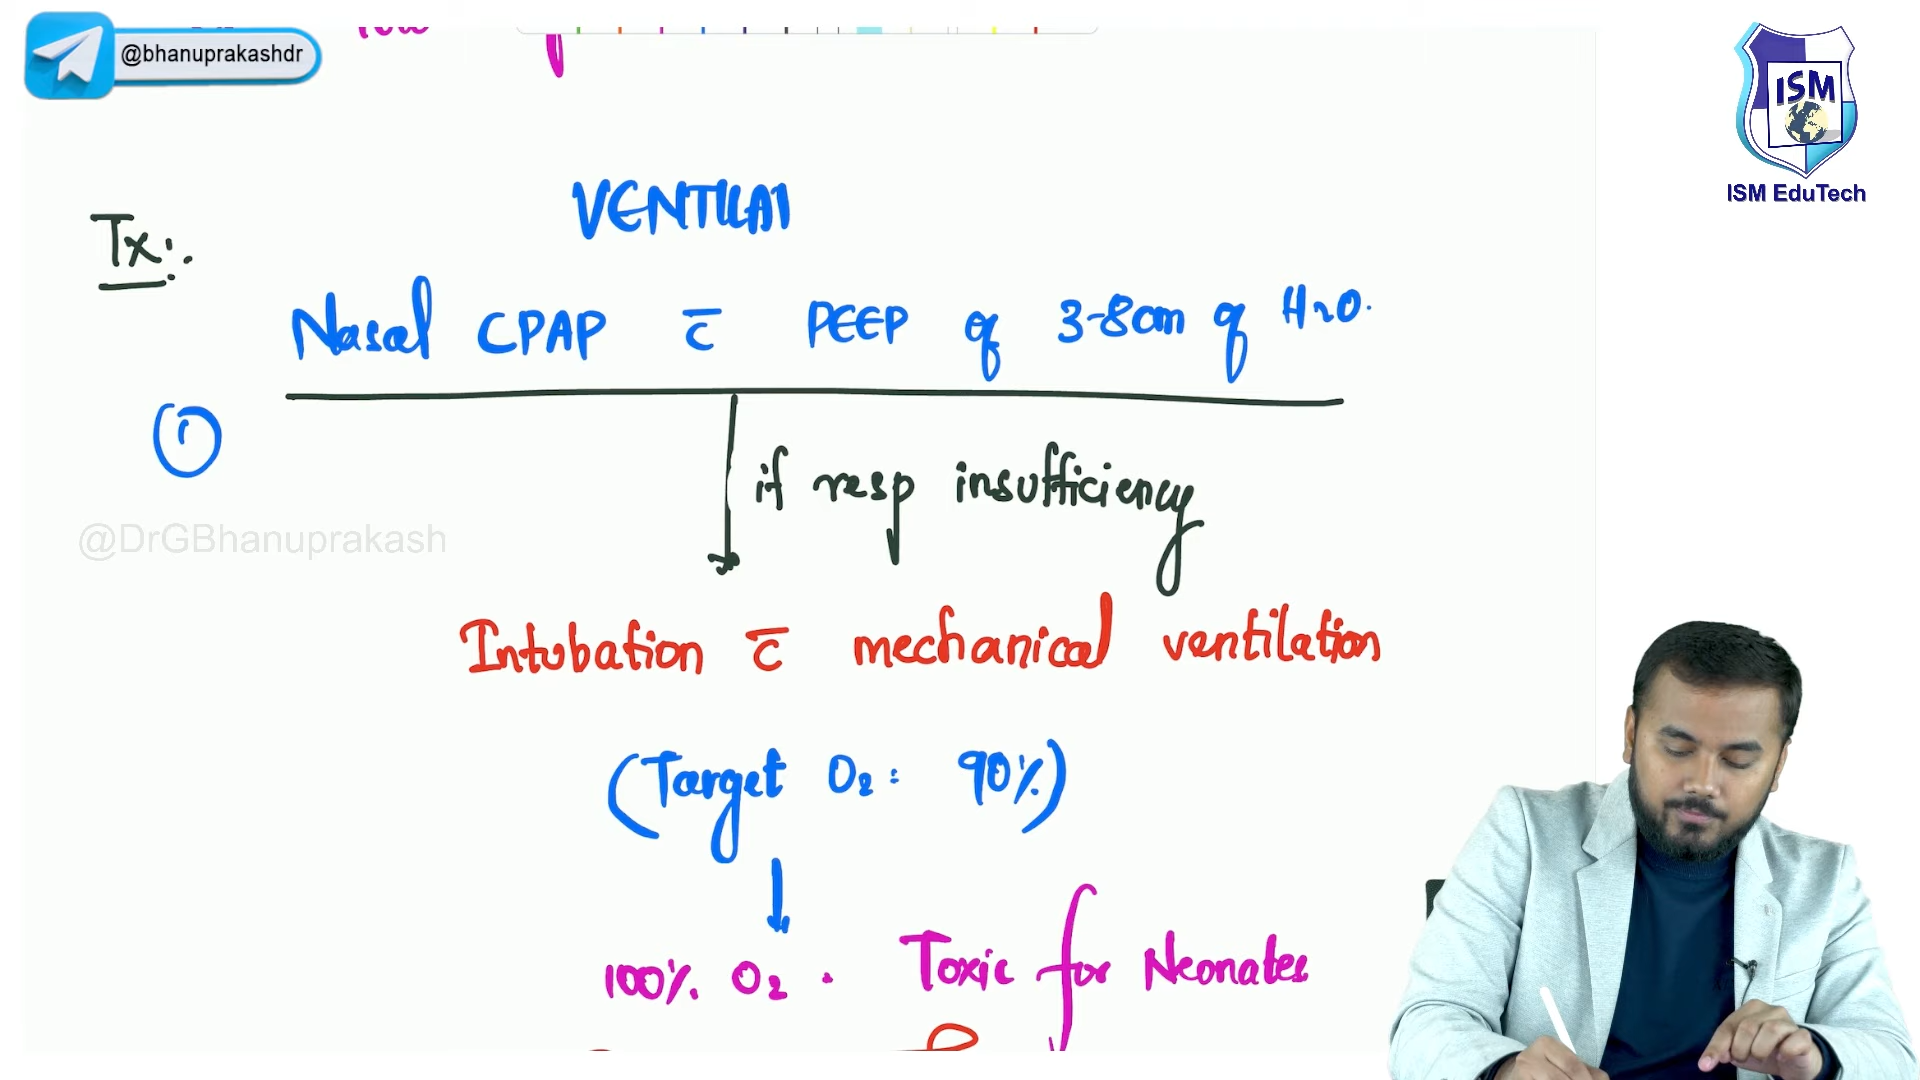 @bhanuprakashdr
ISM
ISM EduTech
VENTILAT
Tx:.
Nasal CPAP c̅ PEEP of 3-8cm of H2O.
①
if resp insufficiency
@DrGBhanuprakash
Intubation c̅ mechanical ventilation
(Target O2: 90%)
100% O2. Toxic for Neonates